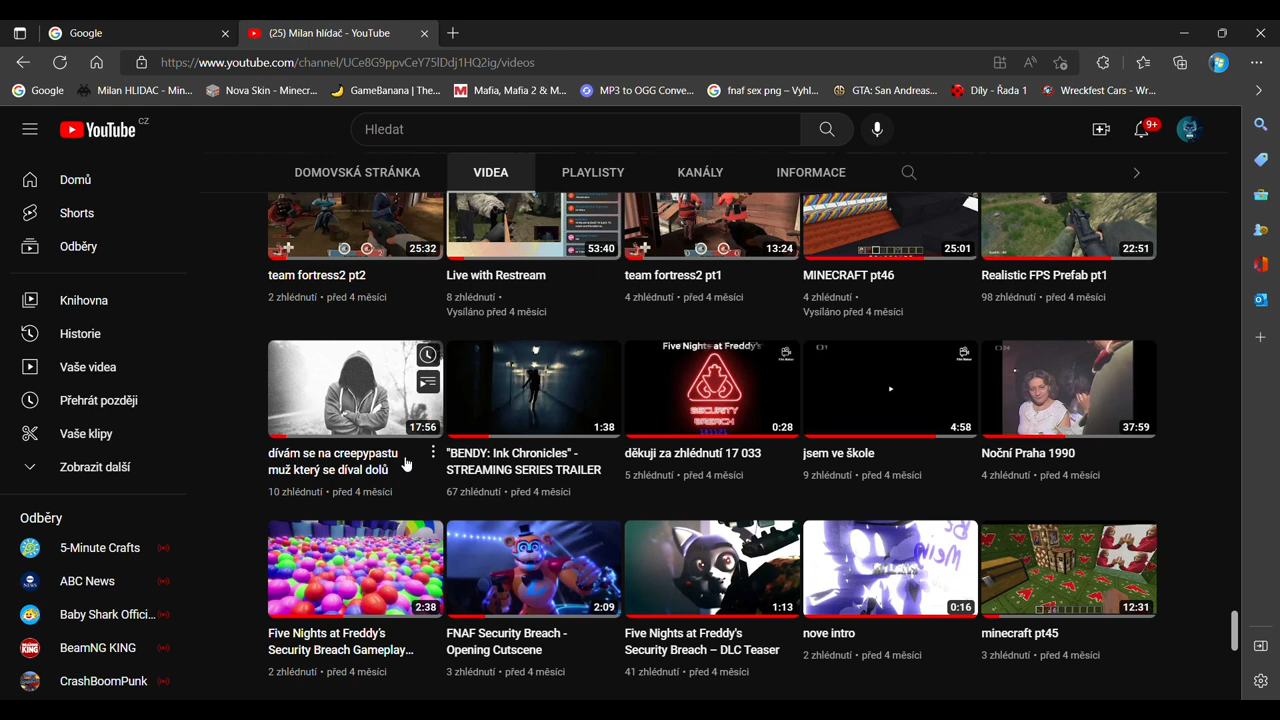 Google
(25) Milan hlídač - YouTube
https://www.youtube.com/channel/UCe8G9ppvCeY75lDdj1HQ2ig/videos
Google
Milan HLIDAC - Min...
Nova Skin - Minecr...
GameBanana | The...
Mafia, Mafia 2 & M...
MP3 to OGG Conve...
fnaf sex png – Vyhl...
GTA: San Andreas...
Díly - Řada 1
Wreckfest Cars - Wr...
YouTube CZ
Hledat
9+
Domů
Shorts
Odběry
Knihovna
Historie
Vaše videa
Přehrát později
Vaše klipy
Zobrazit další
Odběry
5-Minute Crafts
ABC News
Baby Shark Offici...
BeamNG KING
CrashBoomPunk
DOMOVSKÁ STRÁNKA
VIDEA
PLAYLISTY
KANÁLY
INFORMACE
25:32
team fortress2 pt2
2 zhlédnutí • před 4 měsíci
53:40
Live with Restream
8 zhlédnutí •
Vysíláno před 4 měsíci
13:24
team fortress2 pt1
4 zhlédnutí • před 4 měsíci
25:01
MINECRAFT pt46
4 zhlédnutí •
Vysíláno před 4 měsíci
22:51
Realistic FPS Prefab pt1
98 zhlédnutí • před 4 měsíci
17:56
dívám se na creepypastu
muž který se díval dolů
10 zhlédnutí • před 4 měsíci
1:38
"BENDY: Ink Chronicles" -
STREAMING SERIES TRAILER
67 zhlédnutí • před 4 měsíci
Five Nights at Freddy's
SECURITY
BREACH
0:28
děkuji za zhlédnutí 17 033
5 zhlédnutí • před 4 měsíci
4:58
jsem ve škole
9 zhlédnutí • před 4 měsíci
37:59
Noční Praha 1990
4 zhlédnutí • před 4 měsíci
2:38
Five Nights at Freddy's
Security Breach Gameplay...
2 zhlédnutí • před 4 měsíci
2:09
FNAF Security Breach -
Opening Cutscene
3 zhlédnutí • před 4 měsíci
1:13
Five Nights at Freddy's
Security Breach – DLC Teaser
41 zhlédnutí • před 4 měsíci
0:16
nove intro
2 zhlédnutí • před 4 měsíci
12:31
minecraft pt45
3 zhlédnutí • před 4 měsíci